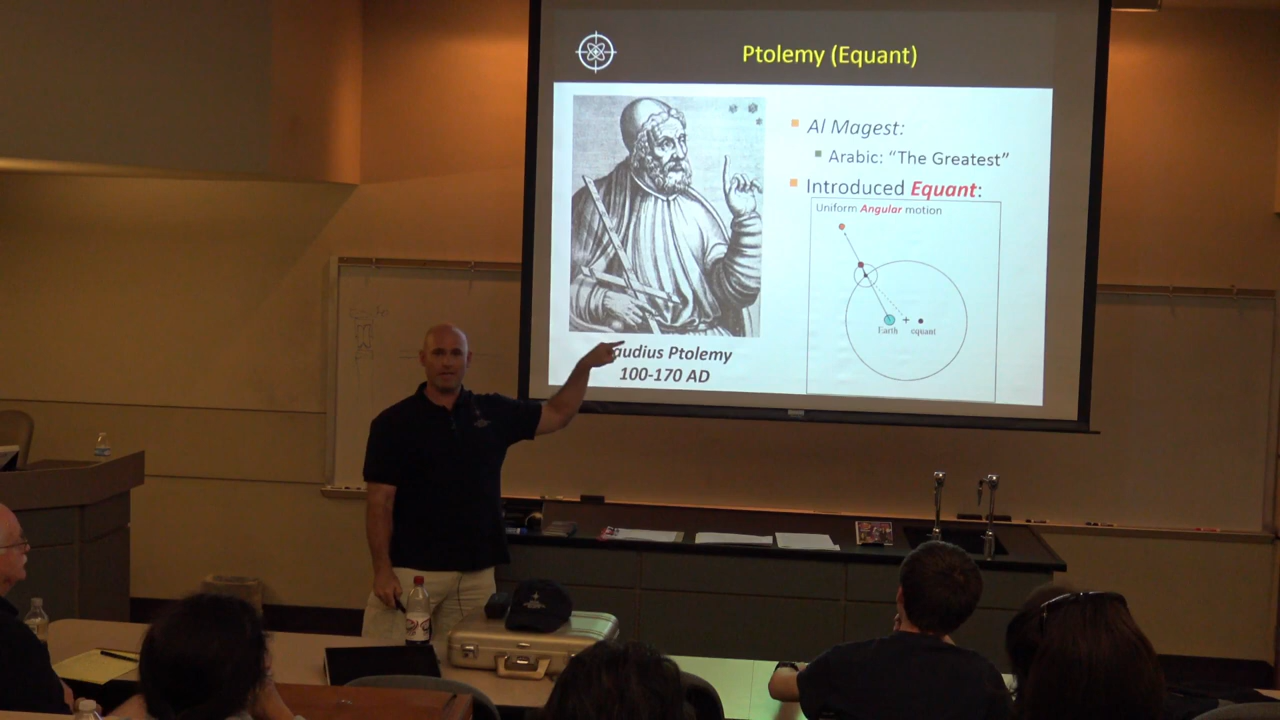 Ptolemy (Equant)
Al Magest:
Arabic: “The Greatest”
Introduced Equant:
Uniform Angular motion
Earth
equant
audius Ptolemy
100-170 AD